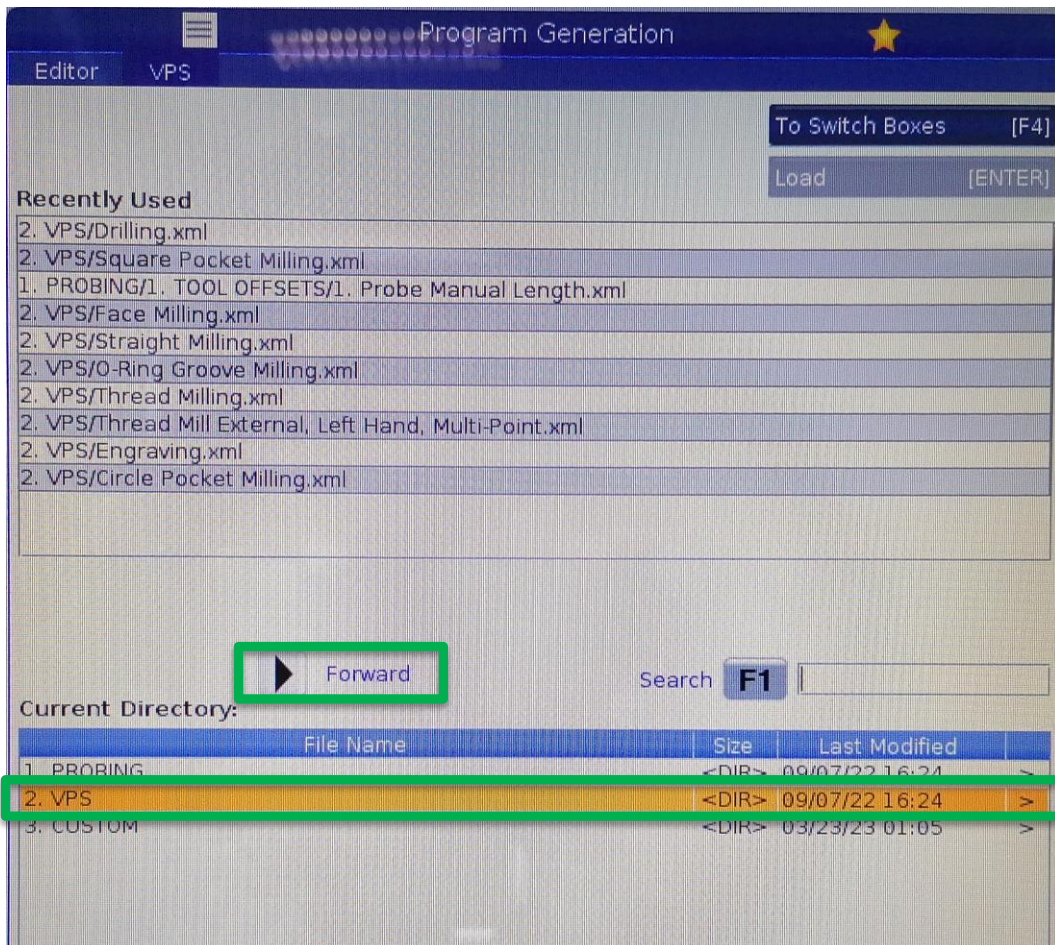 Program Generation
Editor VPS
To Switch Boxes [F4]
Load [ENTER]
Recently Used
2. VPS/Drilling.xml
2. VPS/Square Pocket Milling.xml
1. PROBING/1. TOOL OFFSETS/1. Probe Manual Length.xml
2. VPS/Face Milling.xml
2. VPS/Straight Milling.xml
2. VPS/O-Ring Groove Milling.xml
2. VPS/Thread Milling.xml
2. VPS/Thread Mill External, Left Hand, Multi-Point.xml
2. VPS/Engraving.xml
2. VPS/Circle Pocket Milling.xml
Forward
Search F1
Current Directory:
File Name Size Last Modified
1. PROBING <DIR> 09/07/22 16:24 >
2. VPS <DIR> 09/07/22 16:24 >
3. CUSTOM <DIR> 03/23/23 01:05 >